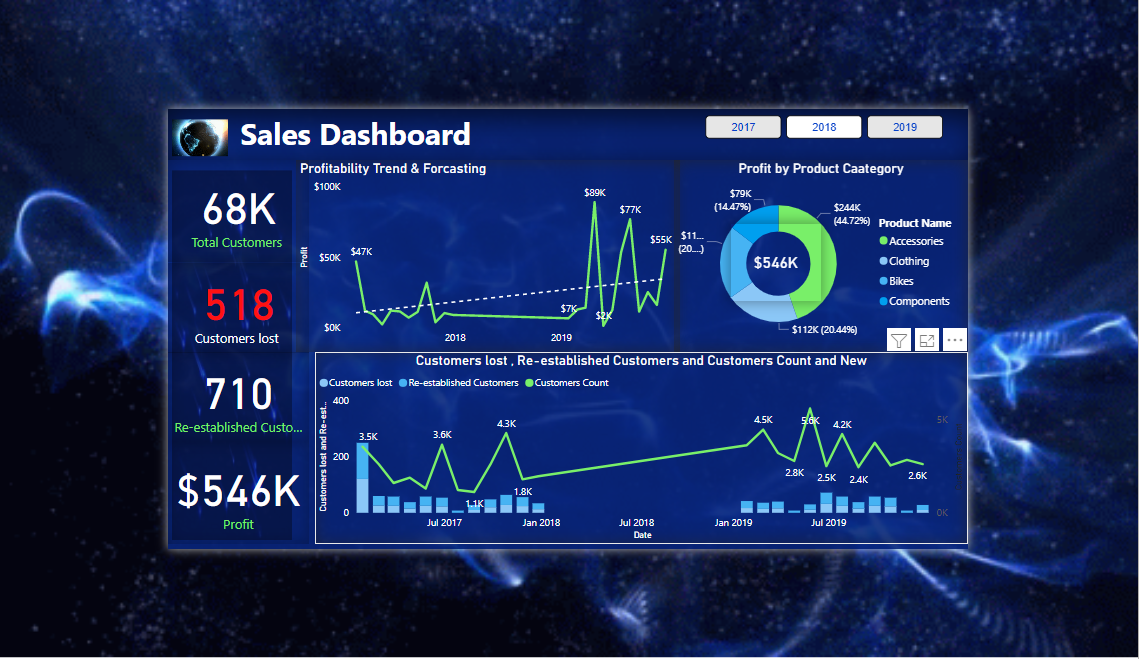 Sales Dashboard
2017
2018
2019
68K
Total Customers
518
Customers lost
710
Re-established Custo...
$546K
Profit
Profitability Trend & Forcasting
$100K
$50K
$0K
Profit
$47K
$89K
$77K
$55K
$7K
$2K
2018
2019
Profit by Product Caategory
$79K
(14.47%)
$244K
(44.72%)
$11...
(20....)
$546K
$112K (20.44%)
Product Name
Accessories
Clothing
Bikes
Components
Customers lost , Re-established Customers and Customers Count and New
Customers lost
Re-established Customers
Customers Count
Customers lost and Re-est...
400
200
0
3.5K
3.6K
1.1K
4.3K
1.8K
4.5K
2.8K
5.6K
2.5K
4.2K
2.4K
2.6K
5K
0K
Jul 2017
Jan 2018
Jul 2018
Jan 2019
Jul 2019
Date